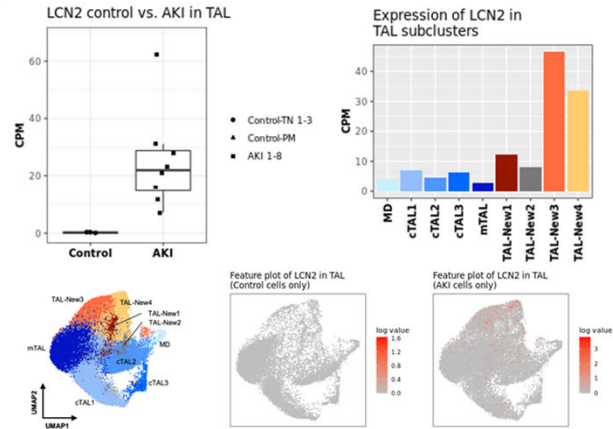 LCN2 control vs. AKI in TAL
CPM
60
40
20
0
Control
AKI
Control-TN 1-3
Control-PM
AKI 1-8
Expression of LCN2 in
TAL subclusters
CPM
40
30
20
10
0
MD
cTAL1
cTAL2
cTAL3
mTAL
TAL-New1
TAL-New2
TAL-New3
TAL-New4
TAL-New3
TAL-New4
TAL-New1
TAL-New2
MD
mTAL
cTAL2
cTAL3
cTAL1
UMAP2
UMAP1
Feature plot of LCN2 in TAL
(Control cells only)
log value
1.6
1.2
0.8
0.4
0.0
Feature plot of LCN2 in TAL
(AKI cells only)
log value
3
2
1
0